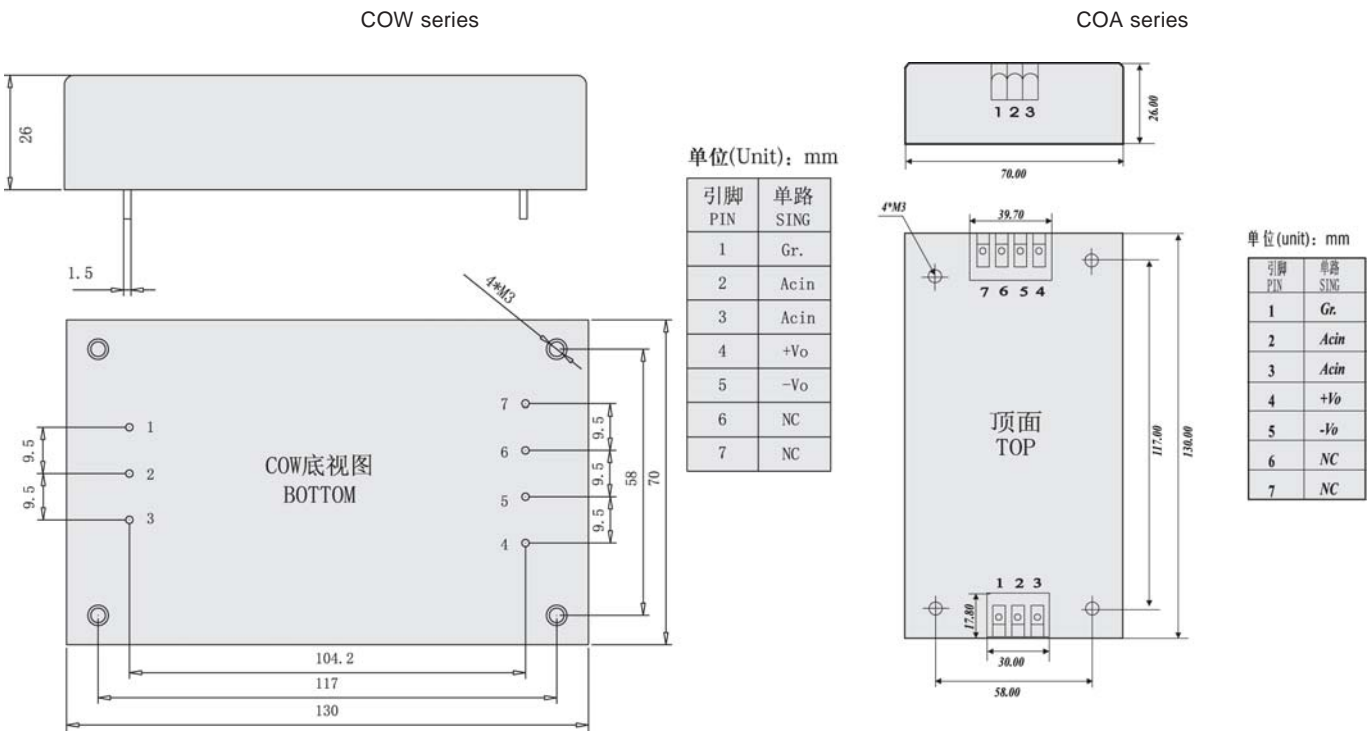 COW series
26
1.5
4*M3
7
1
9.5
9.5
6
2
COW底视图
BOTTOM
9.5
58
70
5
9.5
3
9.5
4
104.2
117
130
单位(Unit): mm
引脚 单路
PIN SING
1 Gr.
2 Acin
3 Acin
4 +Vo
5 -Vo
6 NC
7 NC
COA series
1 2 3
26.00
70.00
4*M3
39.70
7 6 5 4
顶面
TOP
117.00
130.00
1 2 3
17.80
30.00
58.00
单位(unit): mm
引脚 单路
PIN SING
1 Gr.
2 Acin
3 Acin
4 +Vo
5 -Vo
6 NC
7 NC